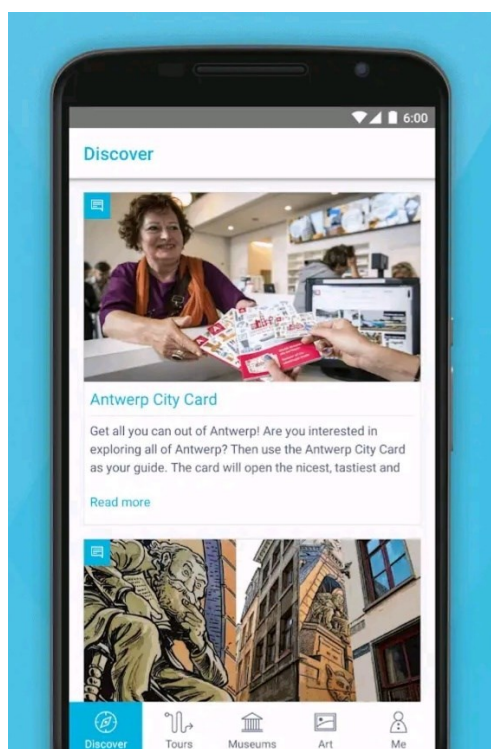 6:00
Discover
Antwerp City Card
Get all you can out of Antwerp! Are you interested in
exploring all of Antwerp? Then use the Antwerp City Card
as your guide. The card will open the nicest, tastiest and
Read more
Discover
Tours
Museums
Art
Me